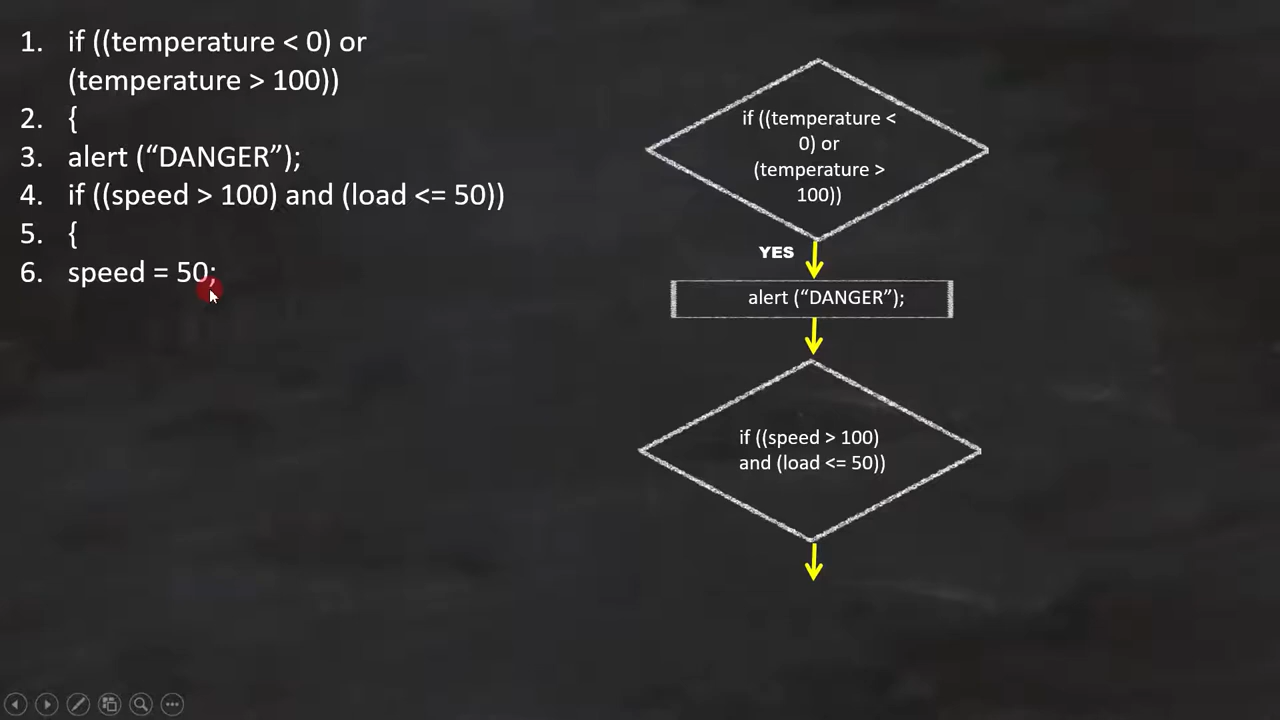 1. if ((temperature < 0) or
(temperature > 100))
2. {
3. alert (“DANGER”);
4. if ((speed > 100) and (load <= 50))
5. {
6. speed = 50;
if ((temperature <
0) or
(temperature >
100))
YES
alert (“DANGER”);
if ((speed > 100)
and (load <= 50))